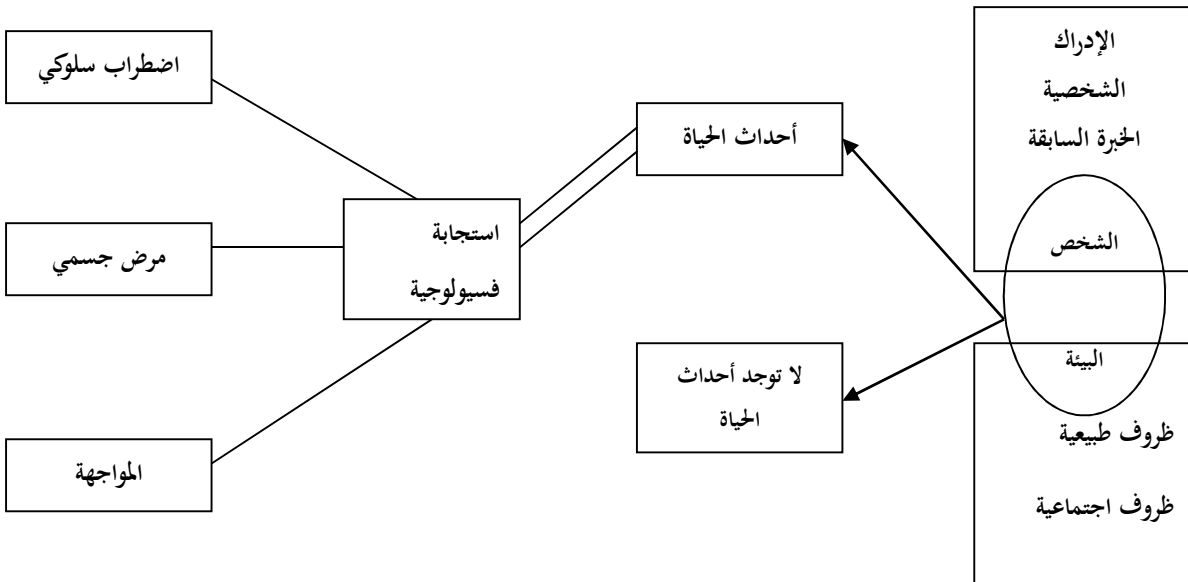 الإدراك
الشخصية
الخبرة السابقة
الشخص
البيئة
ظروف طبيعية
ظروف اجتماعية
أحداث الحياة
لا توجد أحداث
الحياة
استجابة
فسيولوجية
اضطراب سلوكي
مرض جسمي
المواجهة